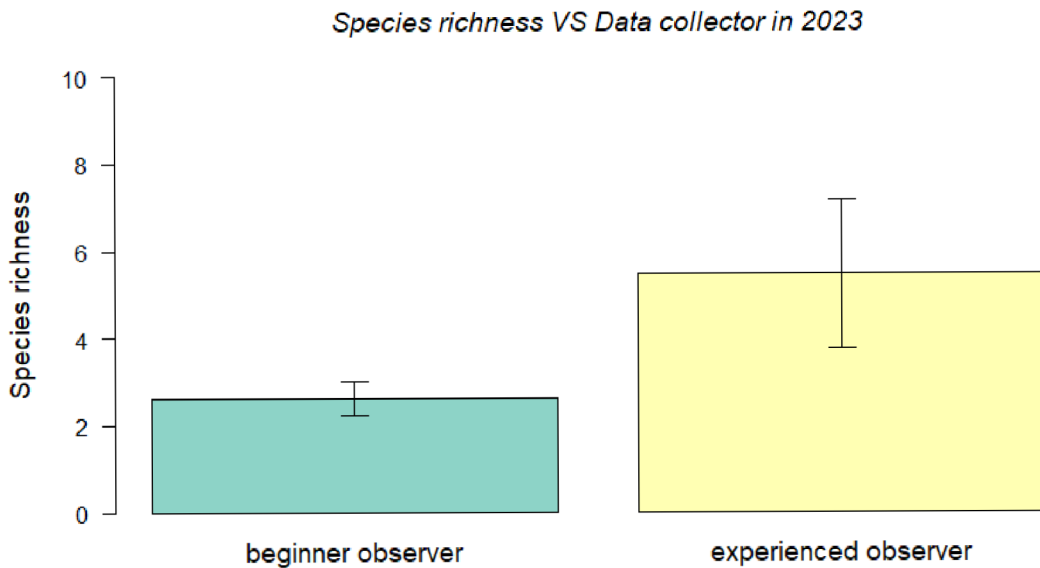 Species richness VS Data collector in 2023
Species richness
10
8
6
4
2
0
beginner observer
experienced observer